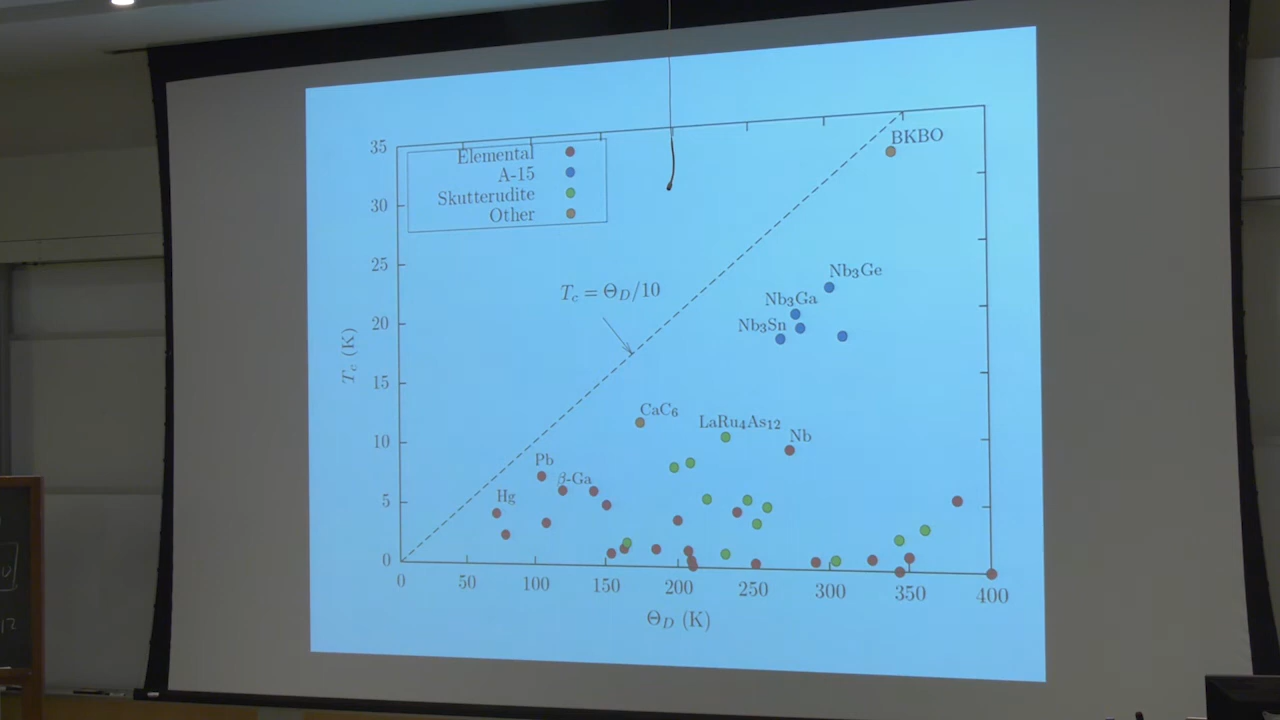 35
30
25
20
15
10
5
0
T_c (K)
Elemental
A-15
Skutterudite
Other
T_c = Θ_D/10
BKBO
Nb₃Ge
Nb₃Ga
Nb₃Sn
CaC₆
LaRu₄As₁₂
Nb
Pb
β-Ga
Hg
0 50 100 150 200 250 300 350 400
Θ_D (K)